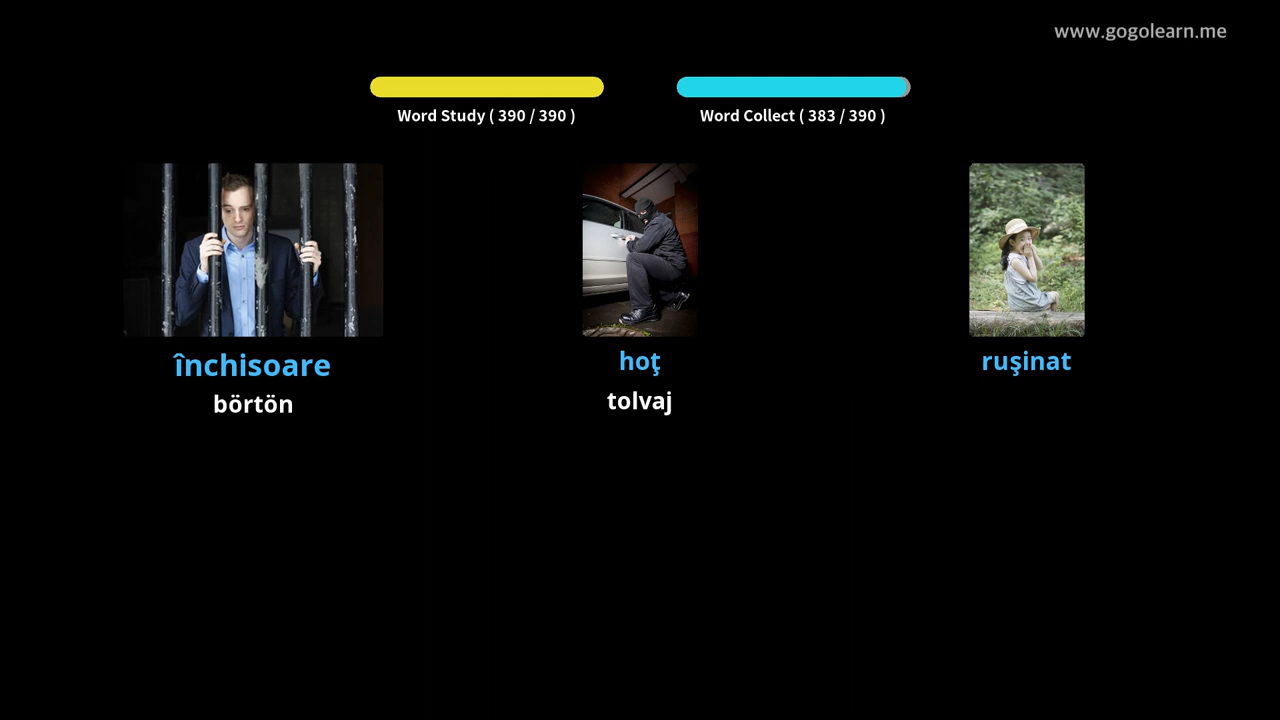 www.gogolearn.me
Word Study ( 390 / 390 )
Word Collect ( 383 / 390 )
închisoare
börtön
hoţ
tolvaj
ruşinat